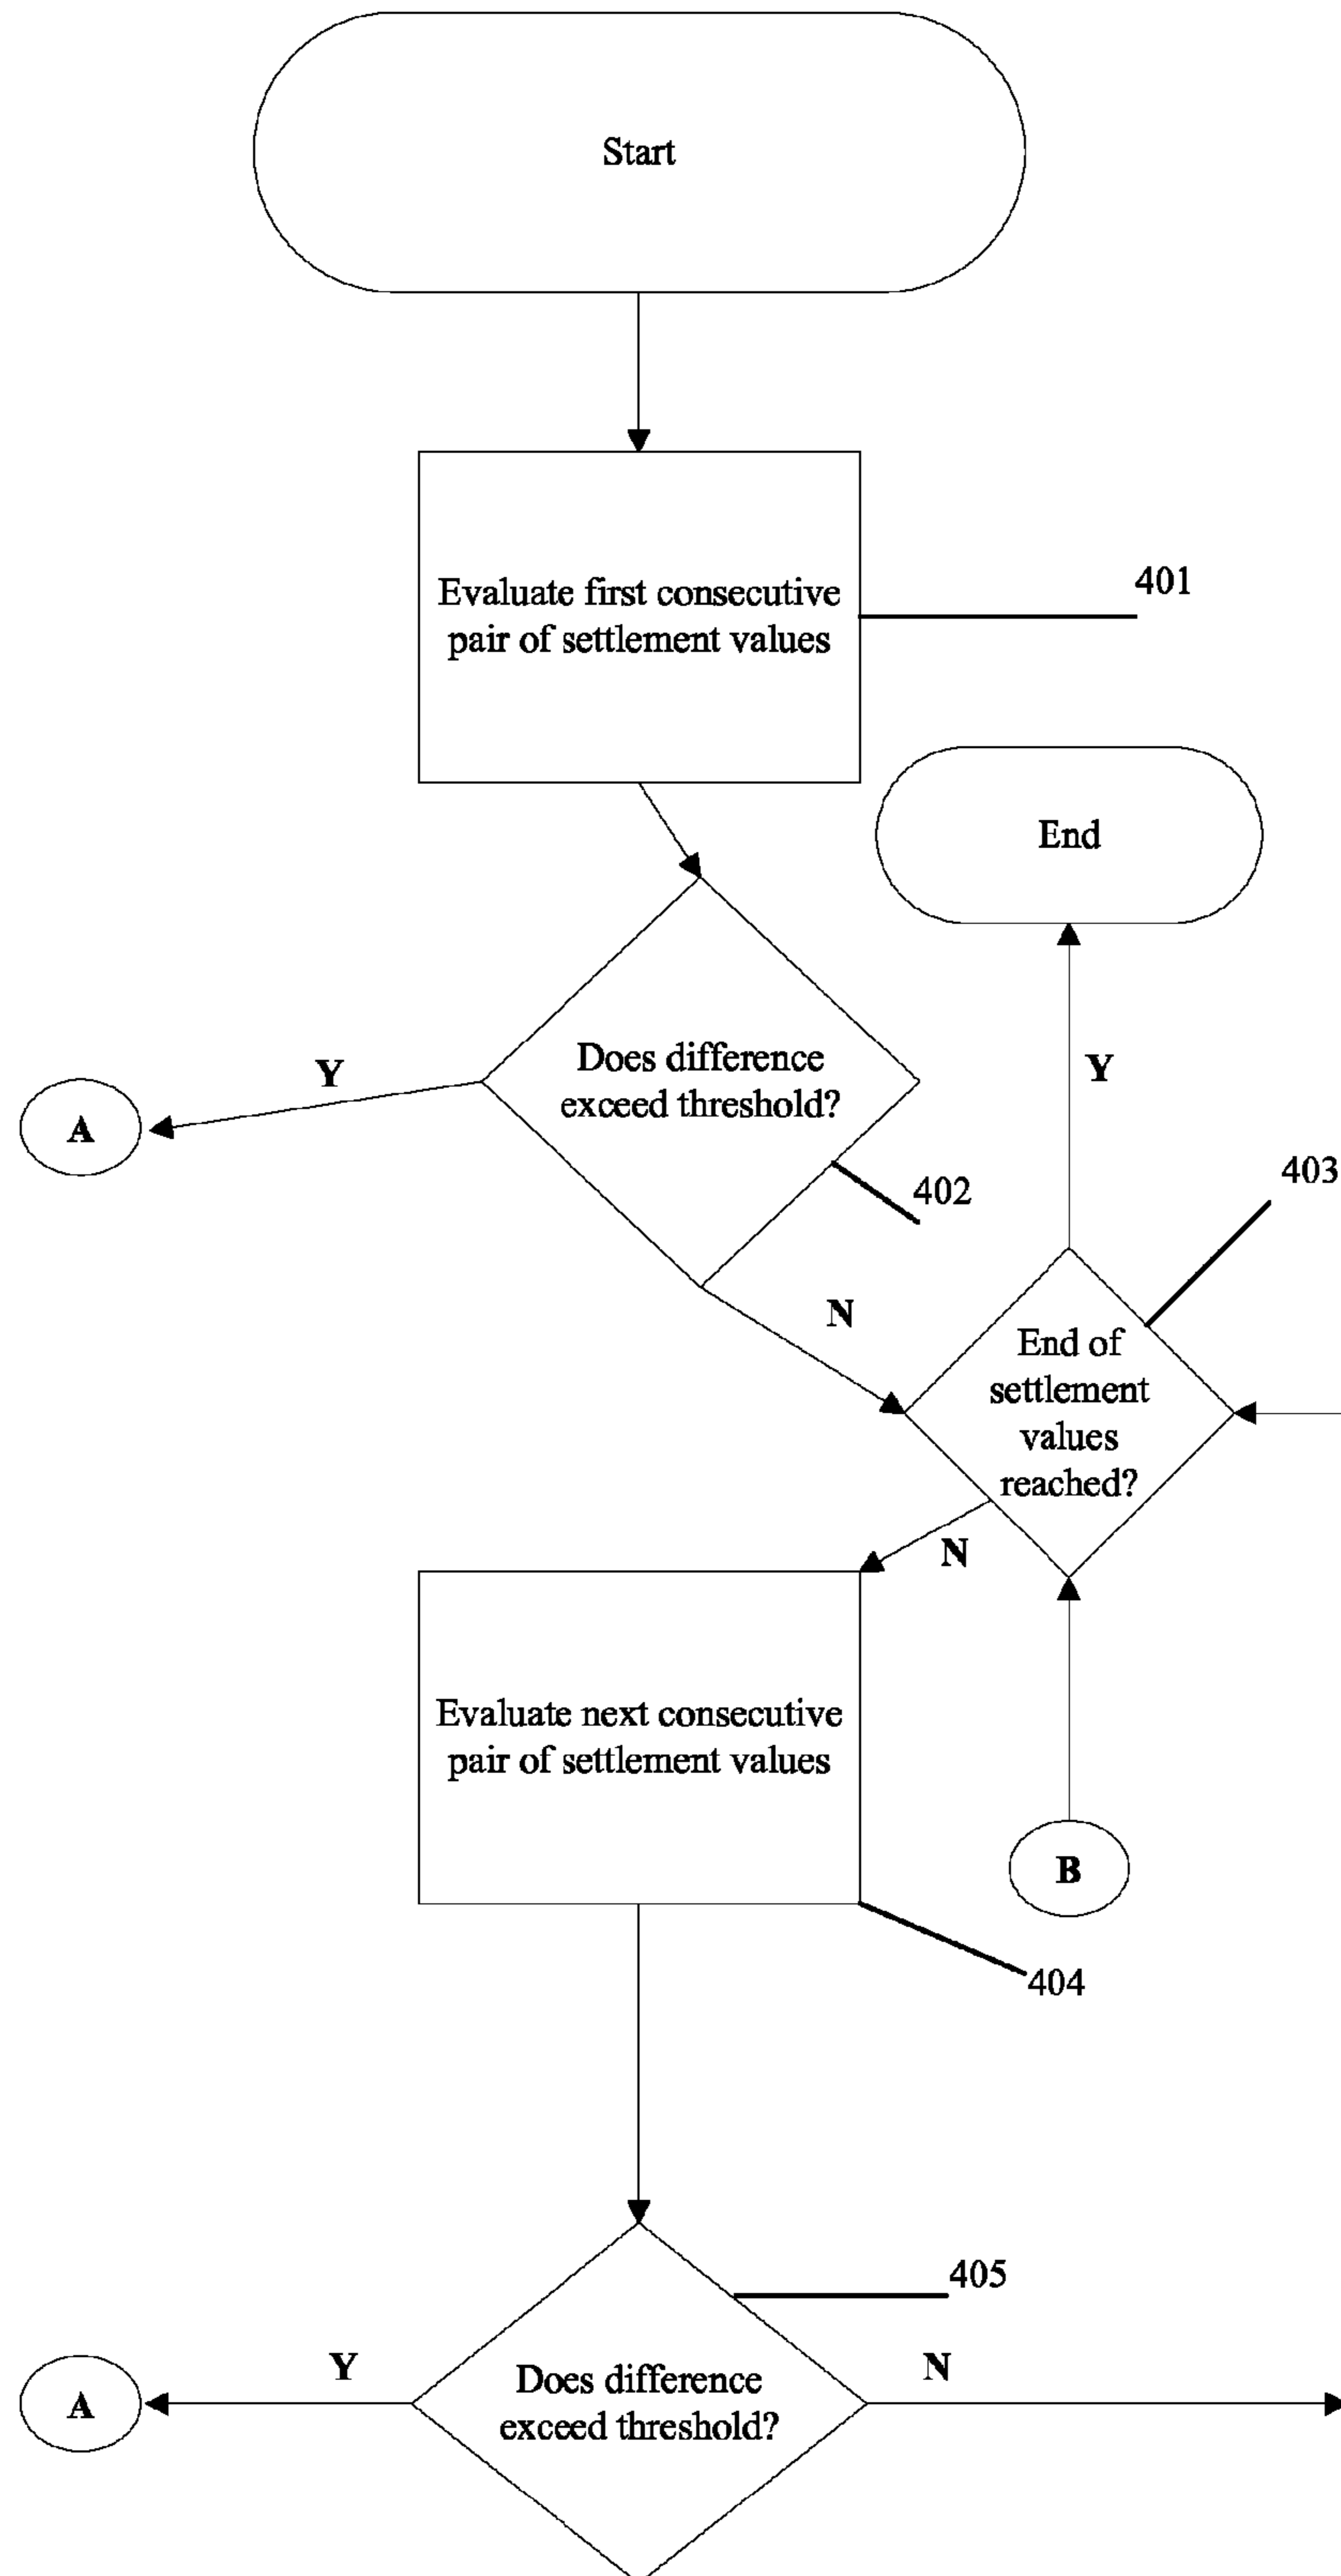 Start
Evaluate first consecutive
pair of settlement values
401
End
Does difference
exceed threshold?
Y
A
402
Y
403
N
End of
settlement
values
reached?
N
Evaluate next consecutive
pair of settlement values
B
404
405
Does difference
exceed threshold?
Y
A
N